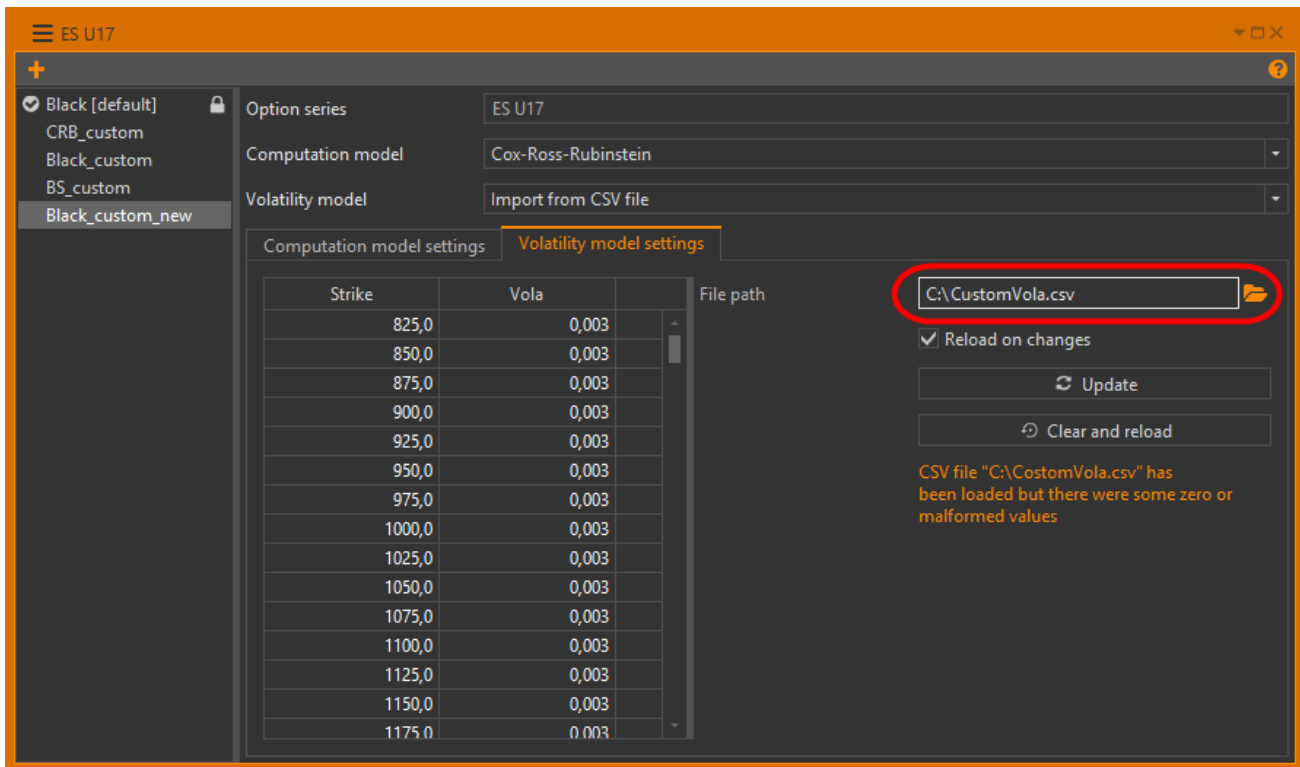 ES U17
Black [default]
CRB_custom
Black_custom
BS_custom
Black_custom_new
Option series
ES U17
Computation model
Cox-Ross-Rubinstein
Volatility model
Import from CSV file
Computation model settings
Volatility model settings
Strike Vola
825,0 0,003
850,0 0,003
875,0 0,003
900,0 0,003
925,0 0,003
950,0 0,003
975,0 0,003
1000,0 0,003
1025,0 0,003
1050,0 0,003
1075,0 0,003
1100,0 0,003
1125,0 0,003
1150,0 0,003
1175,0 0,003
File path
C:\CustomVola.csv
Reload on changes
Update
Clear and reload
CSV file "C:\CostomVola.csv" has
been loaded but there were some zero or
malformed values